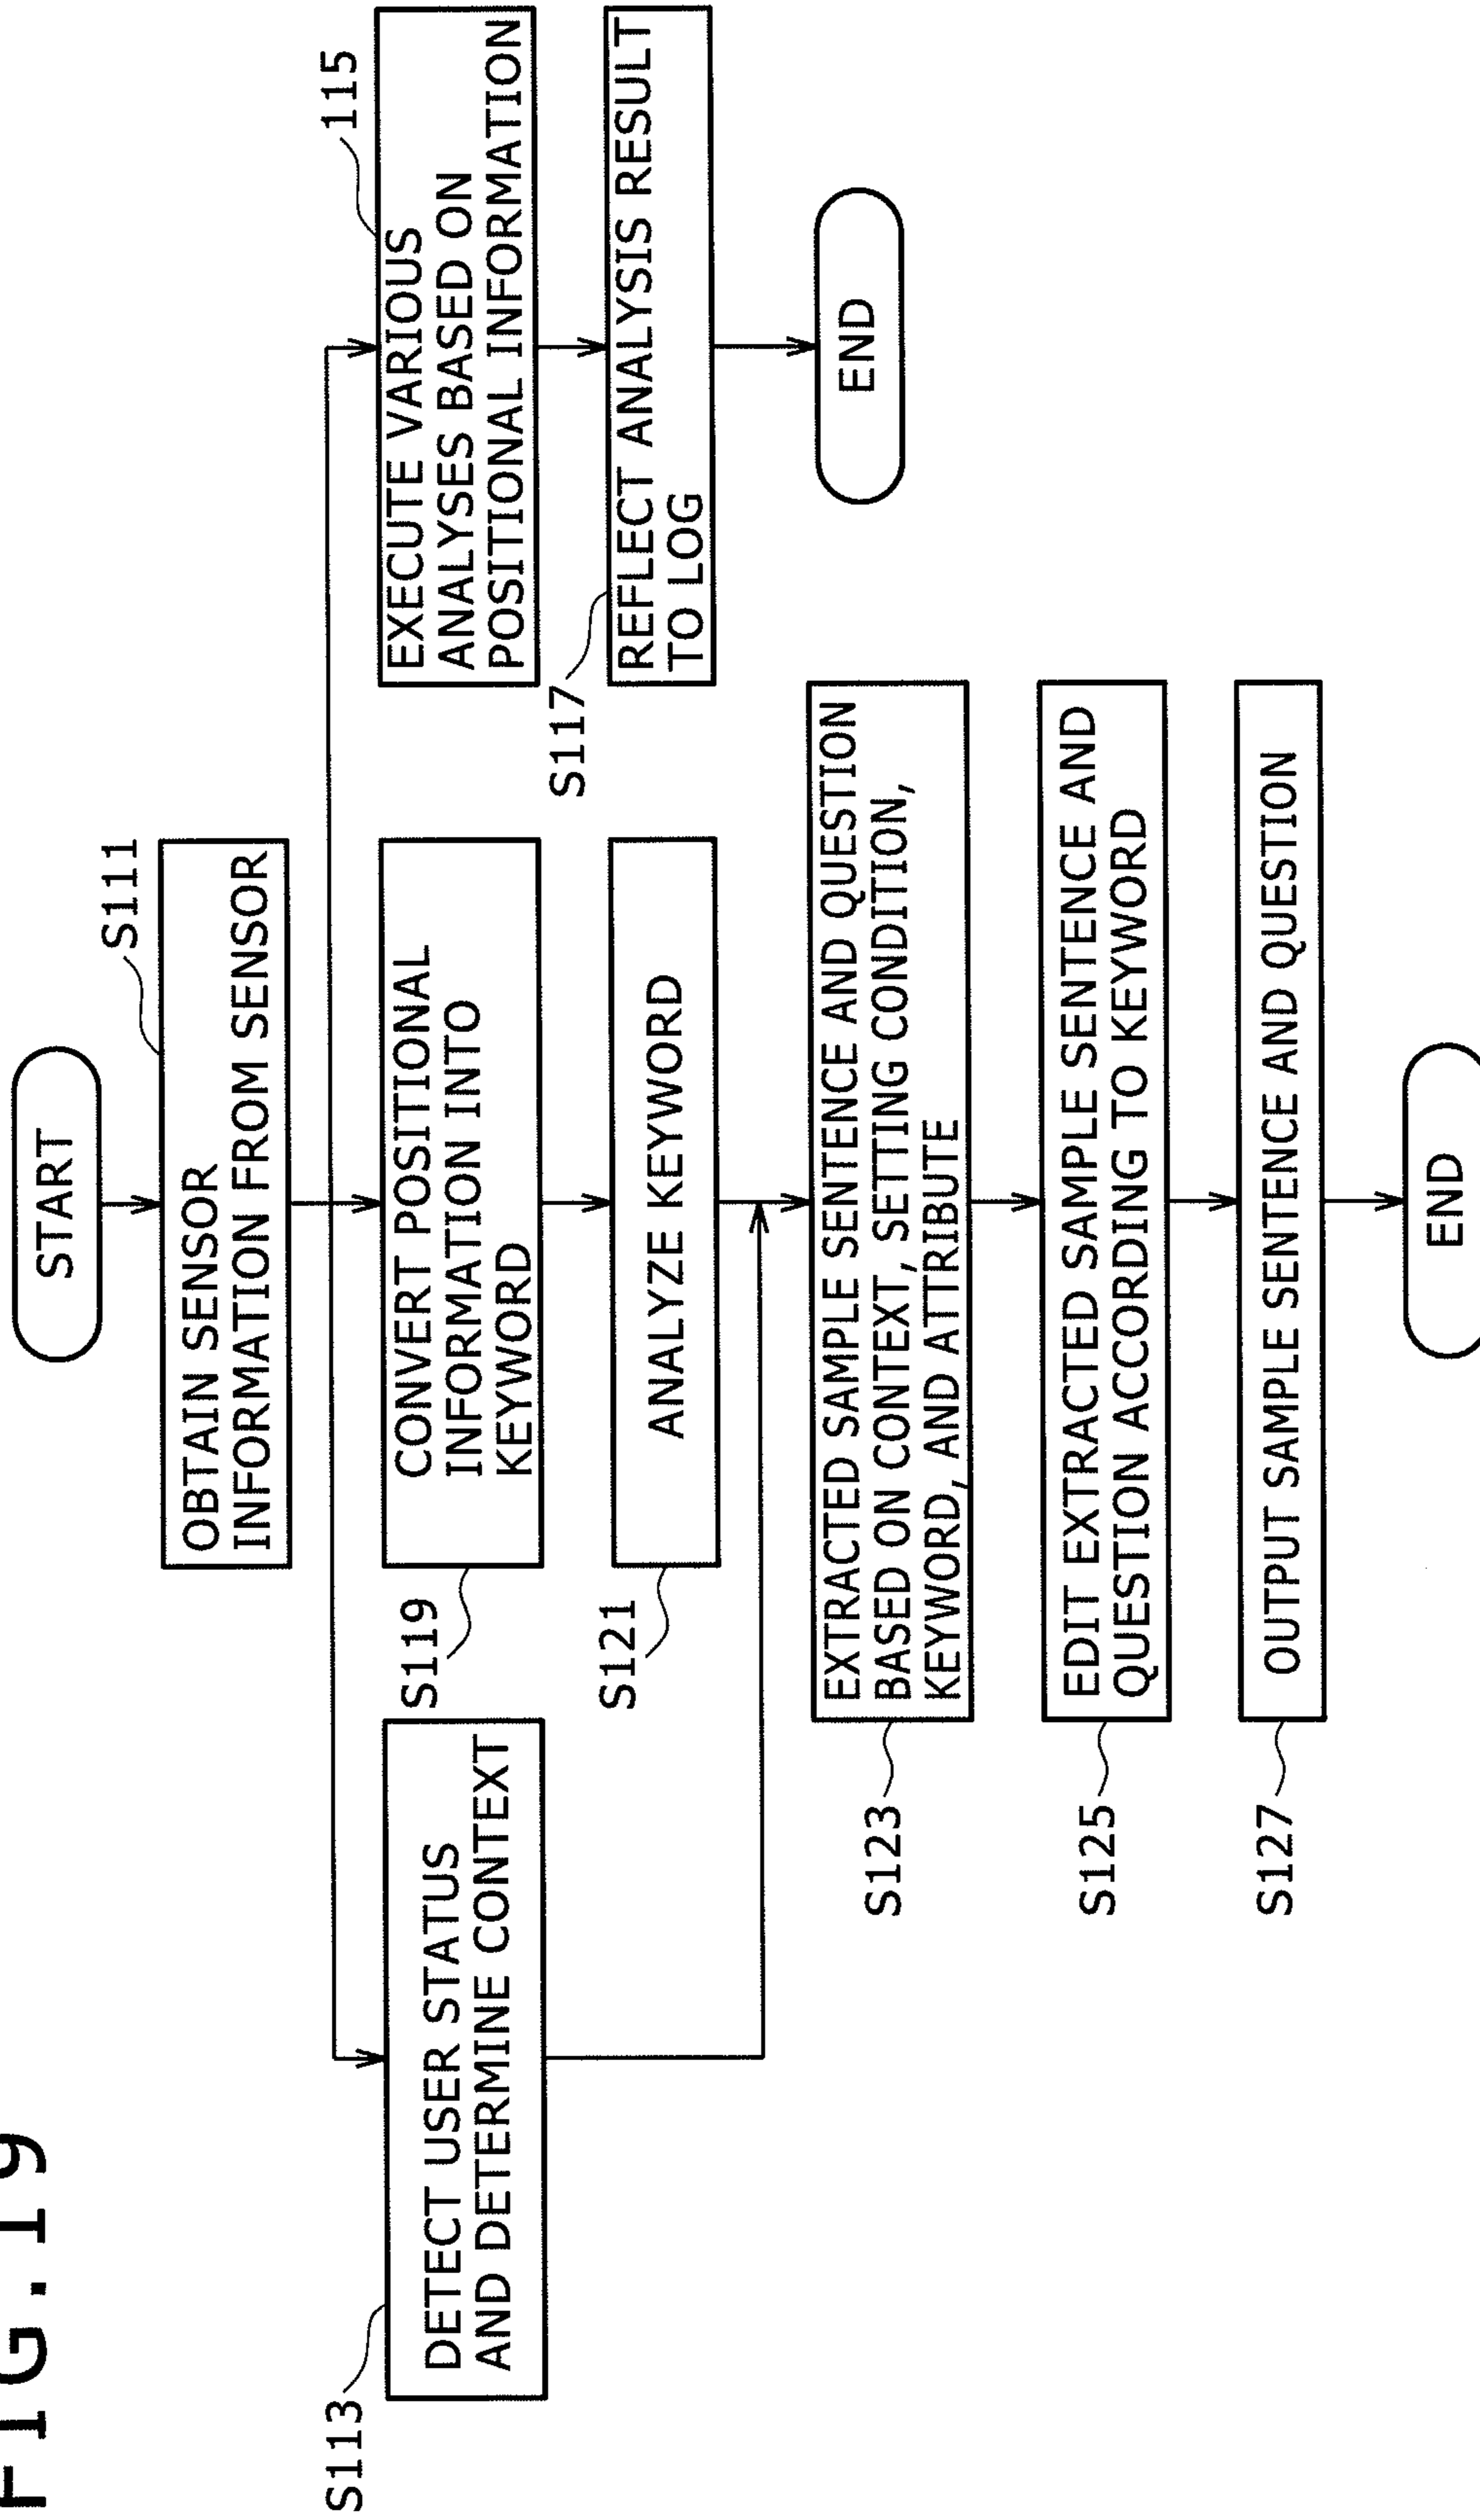 FIG.19
START
S111
OBTAIN SENSOR
INFORMATION FROM SENSOR
S113
DETECT USER STATUS
AND DETERMINE CONTEXT
S119
CONVERT POSITIONAL
INFORMATION INTO
KEYWORD
115
EXECUTE VARIOUS
ANALYSES BASED ON
POSITIONAL INFORMATION
S121
ANALYZE KEYWORD
S117
REFLECT ANALYSIS RESULT
TO LOG
END
S123
EXTRACTED SAMPLE SENTENCE AND QUESTION
BASED ON CONTEXT, SETTING CONDITION,
KEYWORD, AND ATTRIBUTE
S125
EDIT EXTRACTED SAMPLE SENTENCE AND
QUESTION ACCORDING TO KEYWORD
S127
OUTPUT SAMPLE SENTENCE AND QUESTION
END